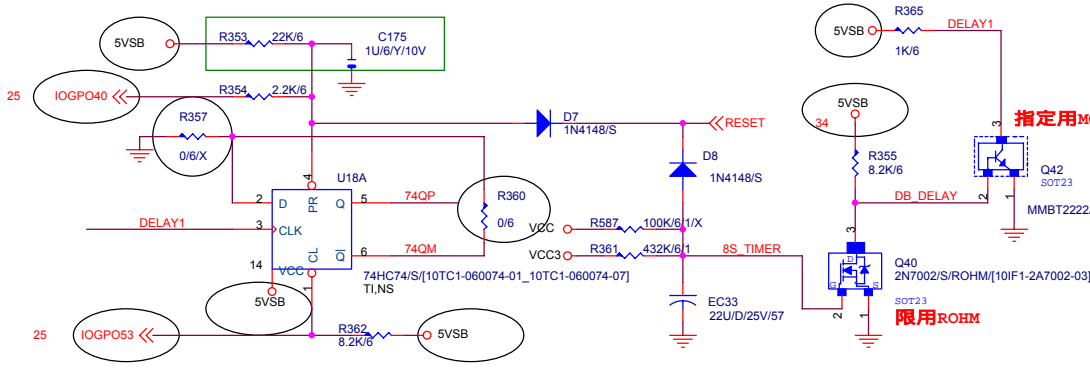 R365
5VSB
DELAY1
1K/6
5VSB
R353
22K/6
C175
1U/6/Y/10V
25
IOGPO40
R354
2.2K/6
R357
0/6/X
D7
1N4148/S
RESET
D8
1N4148/S
5VSB
34
R355
8.2K/6
指定用M
3
Q42
SOT23
2
1
MMBT2222/
DB_DELAY
4
U18A
2
D
PR
Q
5
74QP
R360
0/6
DELAY1
3
CLK
Q
6
74QM
CL
14
VCC
1
74HC74/S/[10TC1-060074-01_10TC1-060074-07]
TI,NS
5VSB
VCC
R587
100K/6/1/X
VCC3
R361
432K/6/1
8S_TIMER
3
D
G
S
Q40
2N7002/S/ROHM/[10IF1-2A7002-03]
SOT23
2
1
限用ROHM
EC33
22U/D/25V/57
25
IOGPO53
R362
8.2K/6
5VSB